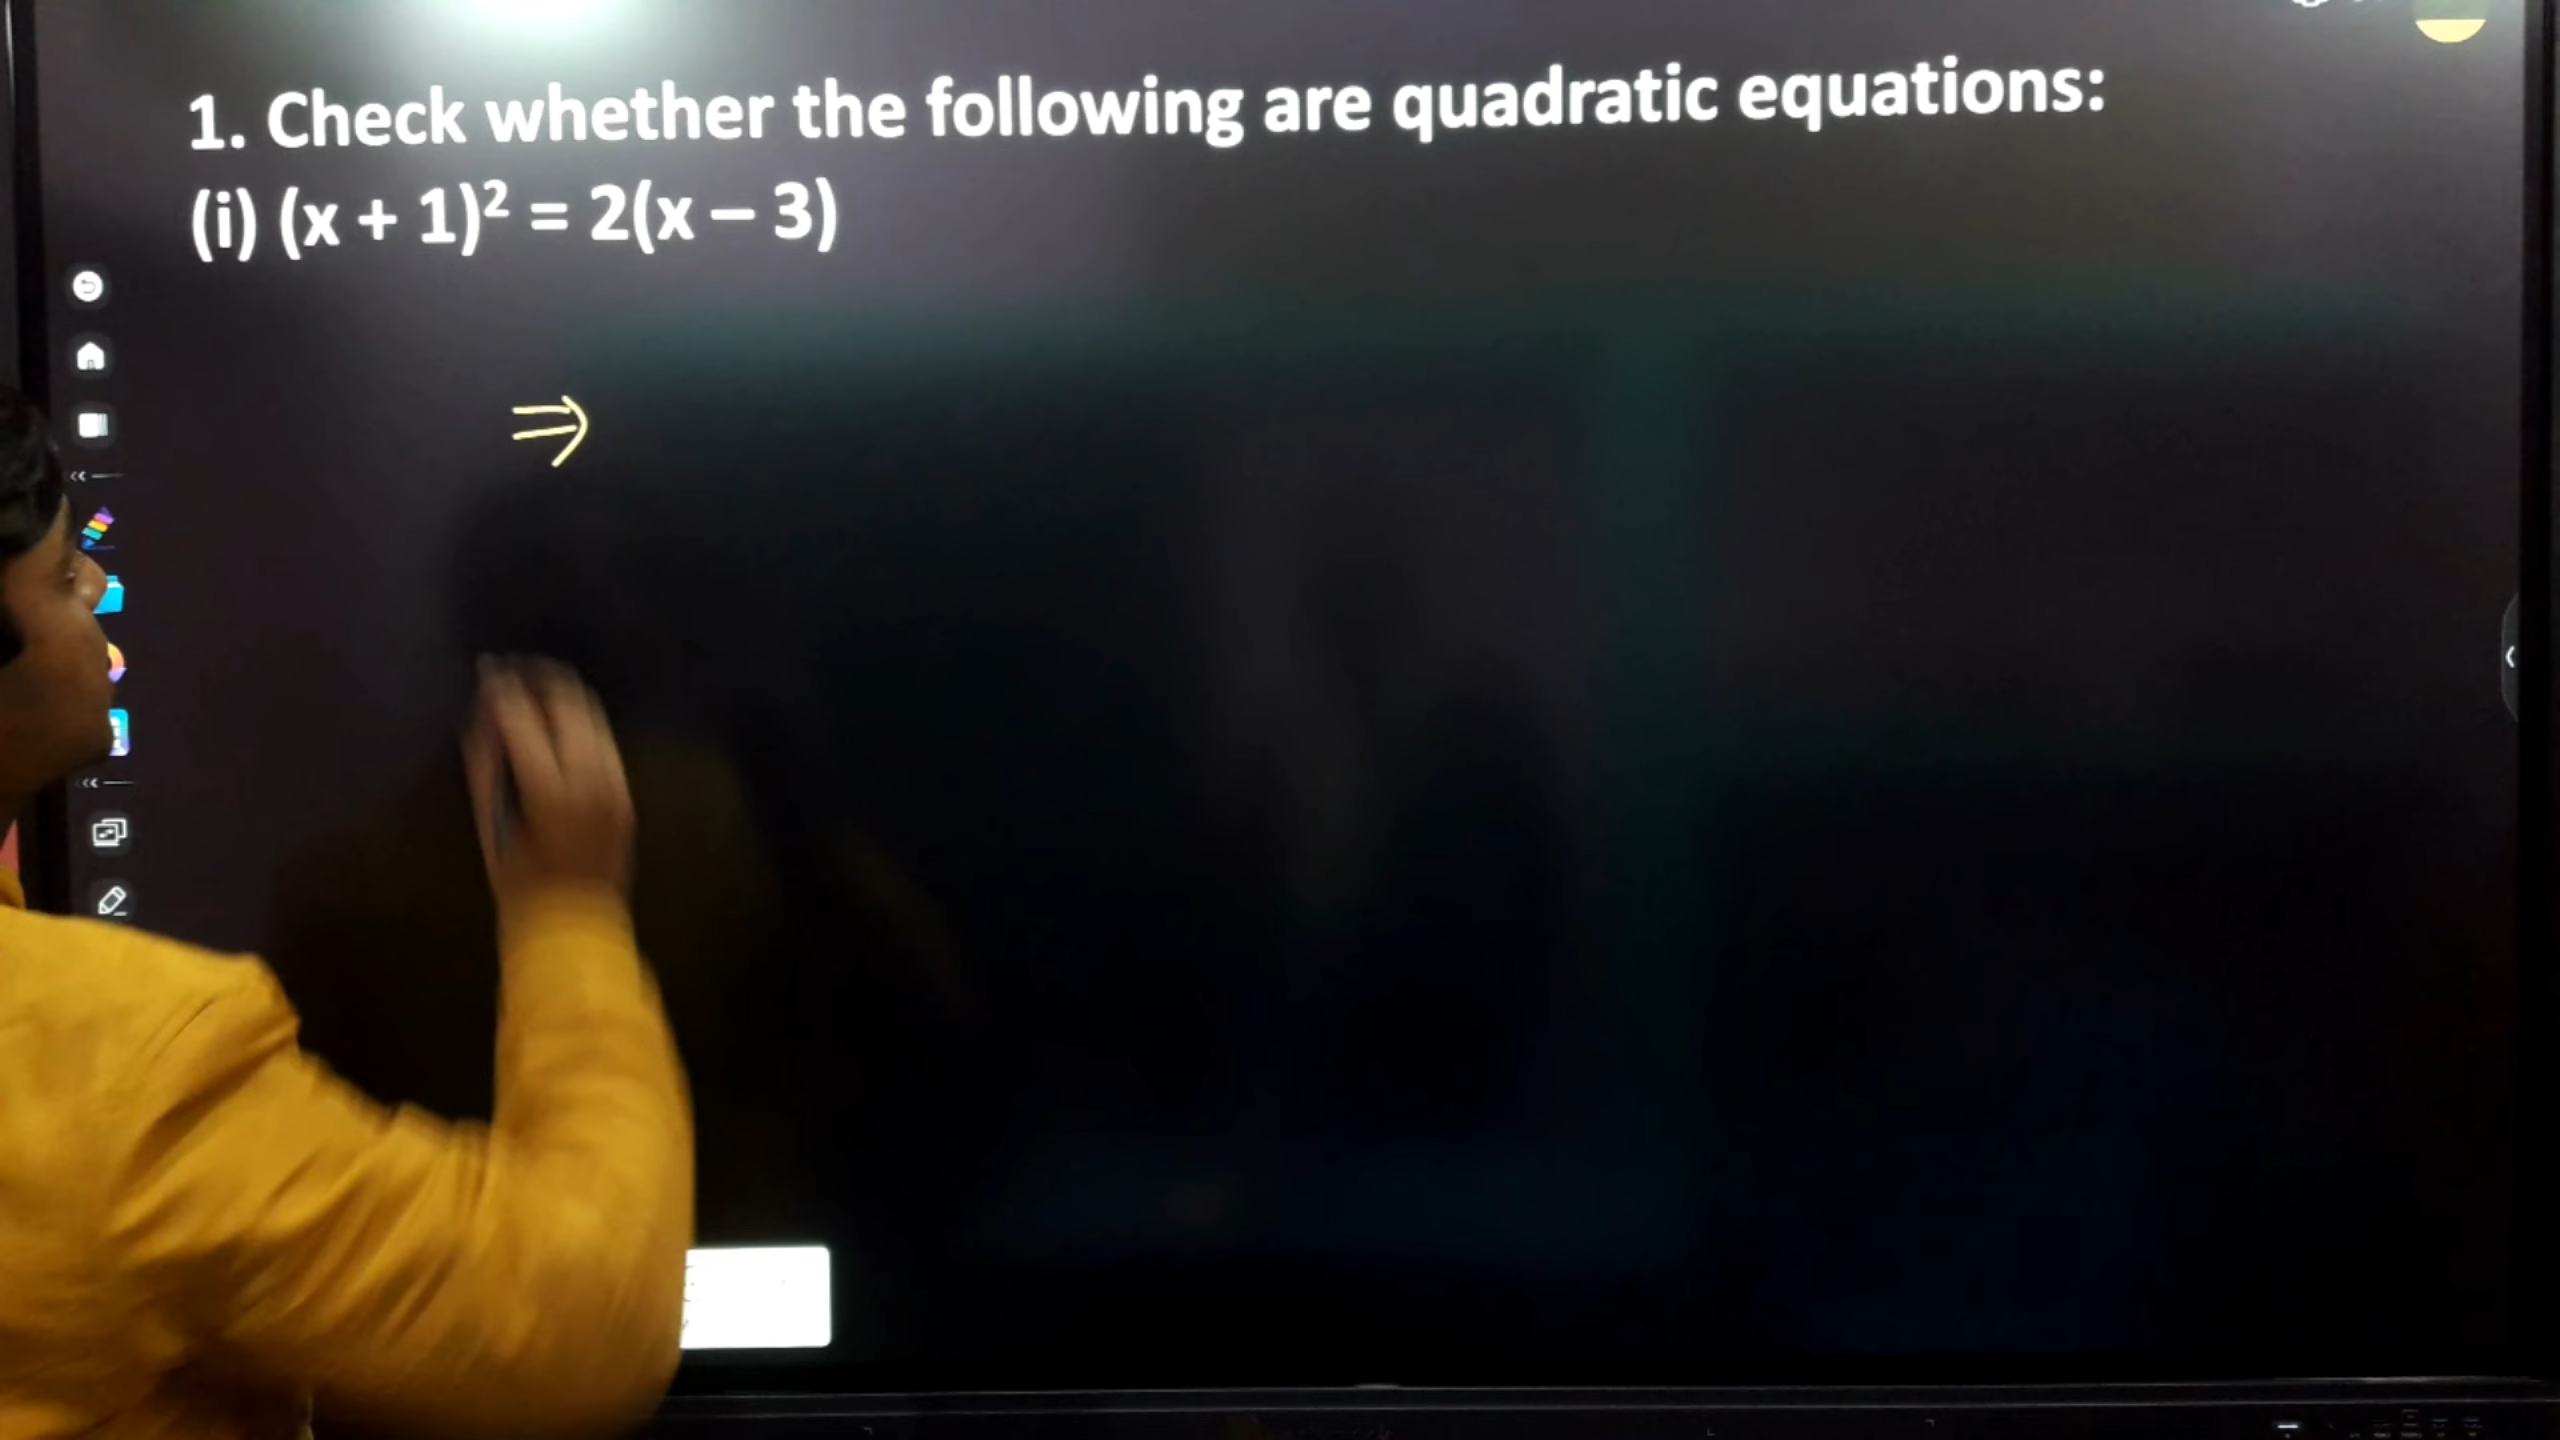 1. Check whether the following are quadratic equations:
(i) (x + 1)² = 2(x – 3)
⇒